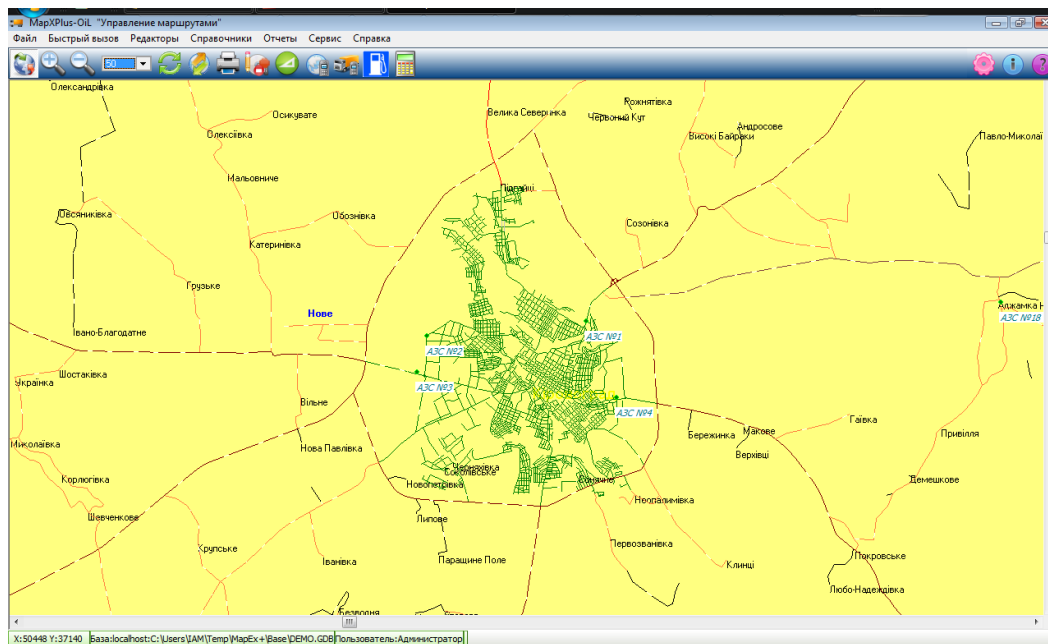 MapXPlus-OiL "Управление маршрутами"
Файл Быстрый вызов Редакторы Справочники Отчеты Сервис Справка
Олександрівка
Осикувате
Велика Северинка
Рожнятівка
Червоний Кут
Андросове
Високі Байраки
Павло-Миколаї
Олексіївка
Мальовниче
Підгайці
Овсяниківка
Обознівка
Созонівка
Катеринівка
Грузьке
Нове
Аджамка Н
АЗС №18
Івано-Благодатне
АЗС №1
АЗС №2
Шостаківка
Українка
АЗС №3
Вільне
АЗС №4
Гаївка
Миколаївка
Нова Павлівка
Бережинка
Макове
Привілля
Верхівці
Черняхівка
Соколівське
Корлюгівка
Новопетрівка
Сонячне
Демешкове
Неопалимівка
Шевченкове
Липове
Крупське
Іванівка
Паращине Поле
Первозванівка
Клинці
Покровське
Любо-Надеждівка
Безводня
X:50448 Y:37140 База:localhost:C:\Users\IAM\Temp\MapEx+\Base\DEMO.GDB Пользователь:Администратор